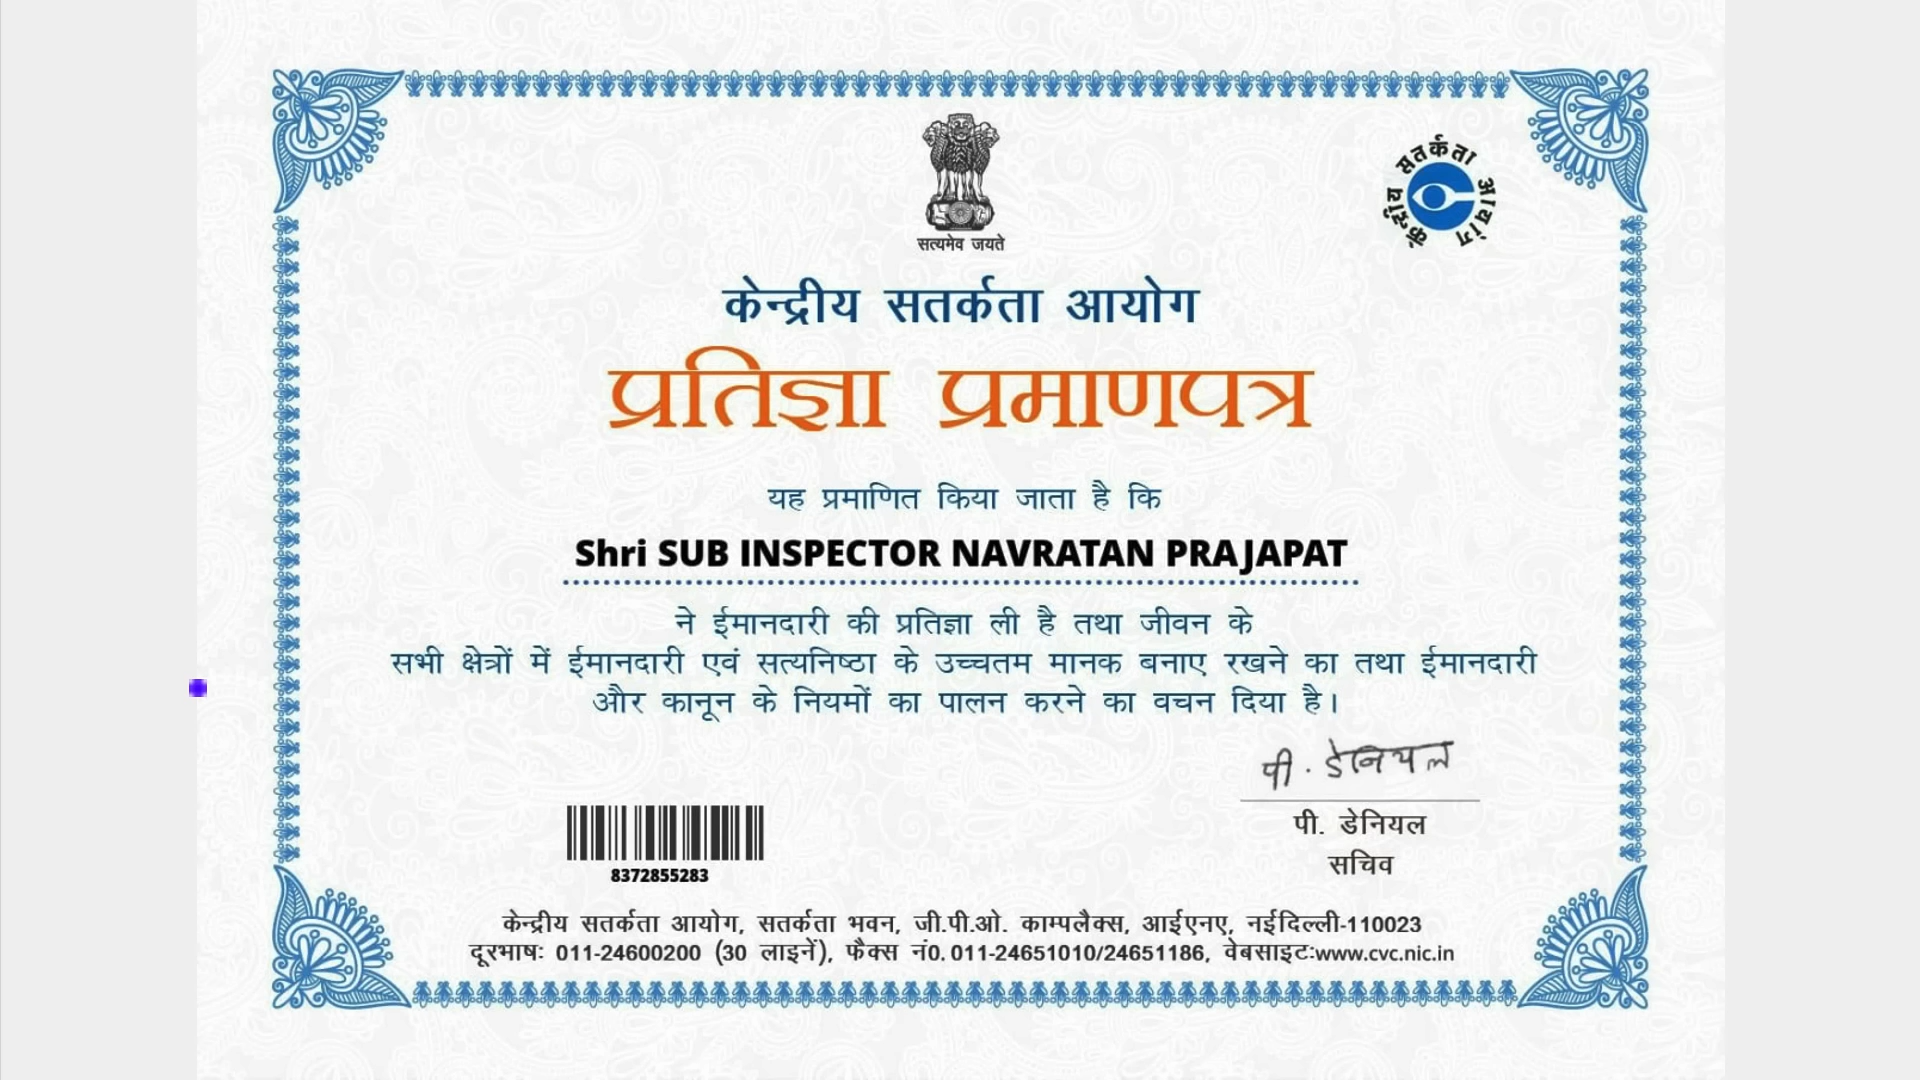 सत्यमेव जयते
केन्द्रीय सतर्कता आयोग
केन्द्रीय सतर्कता आयोग
प्रतिज्ञा प्रमाणपत्र
यह प्रमाणित किया जाता है कि
Shri SUB INSPECTOR NAVRATAN PRAJAPAT
ने ईमानदारी की प्रतिज्ञा ली है तथा जीवन के
सभी क्षेत्रों में ईमानदारी एवं सत्यनिष्ठा के उच्चतम मानक बनाए रखने का तथा ईमानदारी
और कानून के नियमों का पालन करने का वचन दिया है।
पी. डेनियल
पी. डेनियल
सचिव
8372855283
केन्द्रीय सतर्कता आयोग, सतर्कता भवन, जी.पी.ओ. काम्पलैक्स, आईएनए, नईदिल्ली-110023
दूरभाषः 011-24600200 (30 लाइनें), फैक्स नं0. 011-24651010/24651186, वेबसाइटःwww.cvc.nic.in